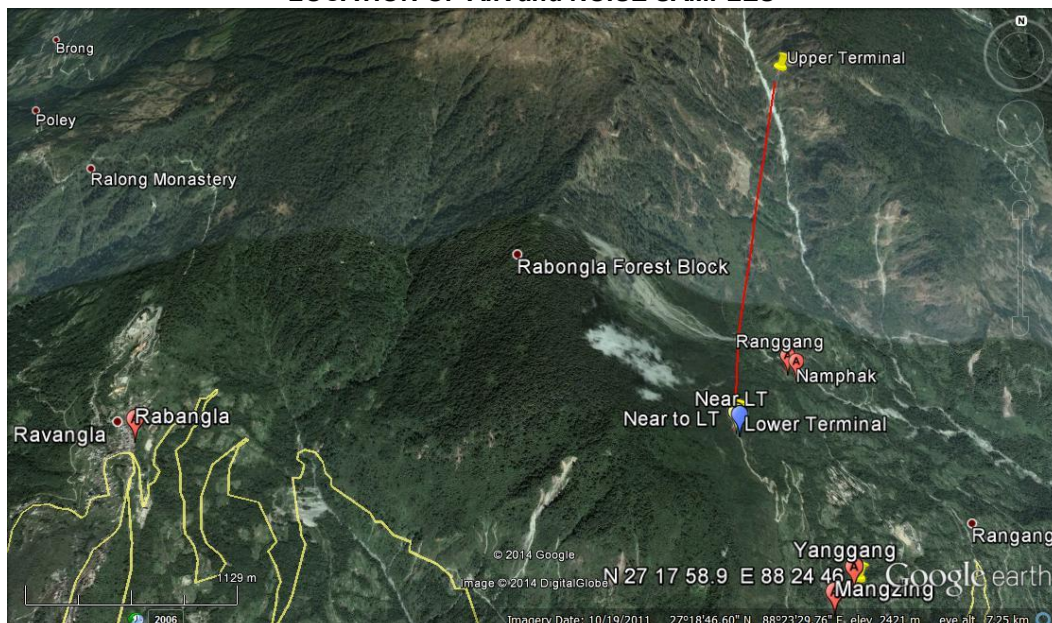 LOCATION OF AIR and NOISE SAMPLES
N
Brong
Upper Terminal
Poley
Ralong Monastery
Rabongla Forest Block
Ranggang
Namphak
Near LT
Near to LT
Lower Terminal
Rabangla
Ravangla
Rangang
Yanggang
© 2014 Google
N 27 17 58.9 E 88 24 46
Google earth
1129 m
Image © 2014 DigitalGlobe
Mangzing
2006
Imagery Date: 10/19/2011 27°18'46.60" N 88°23'29.76" E elev 2421 m eye alt 7.25 km